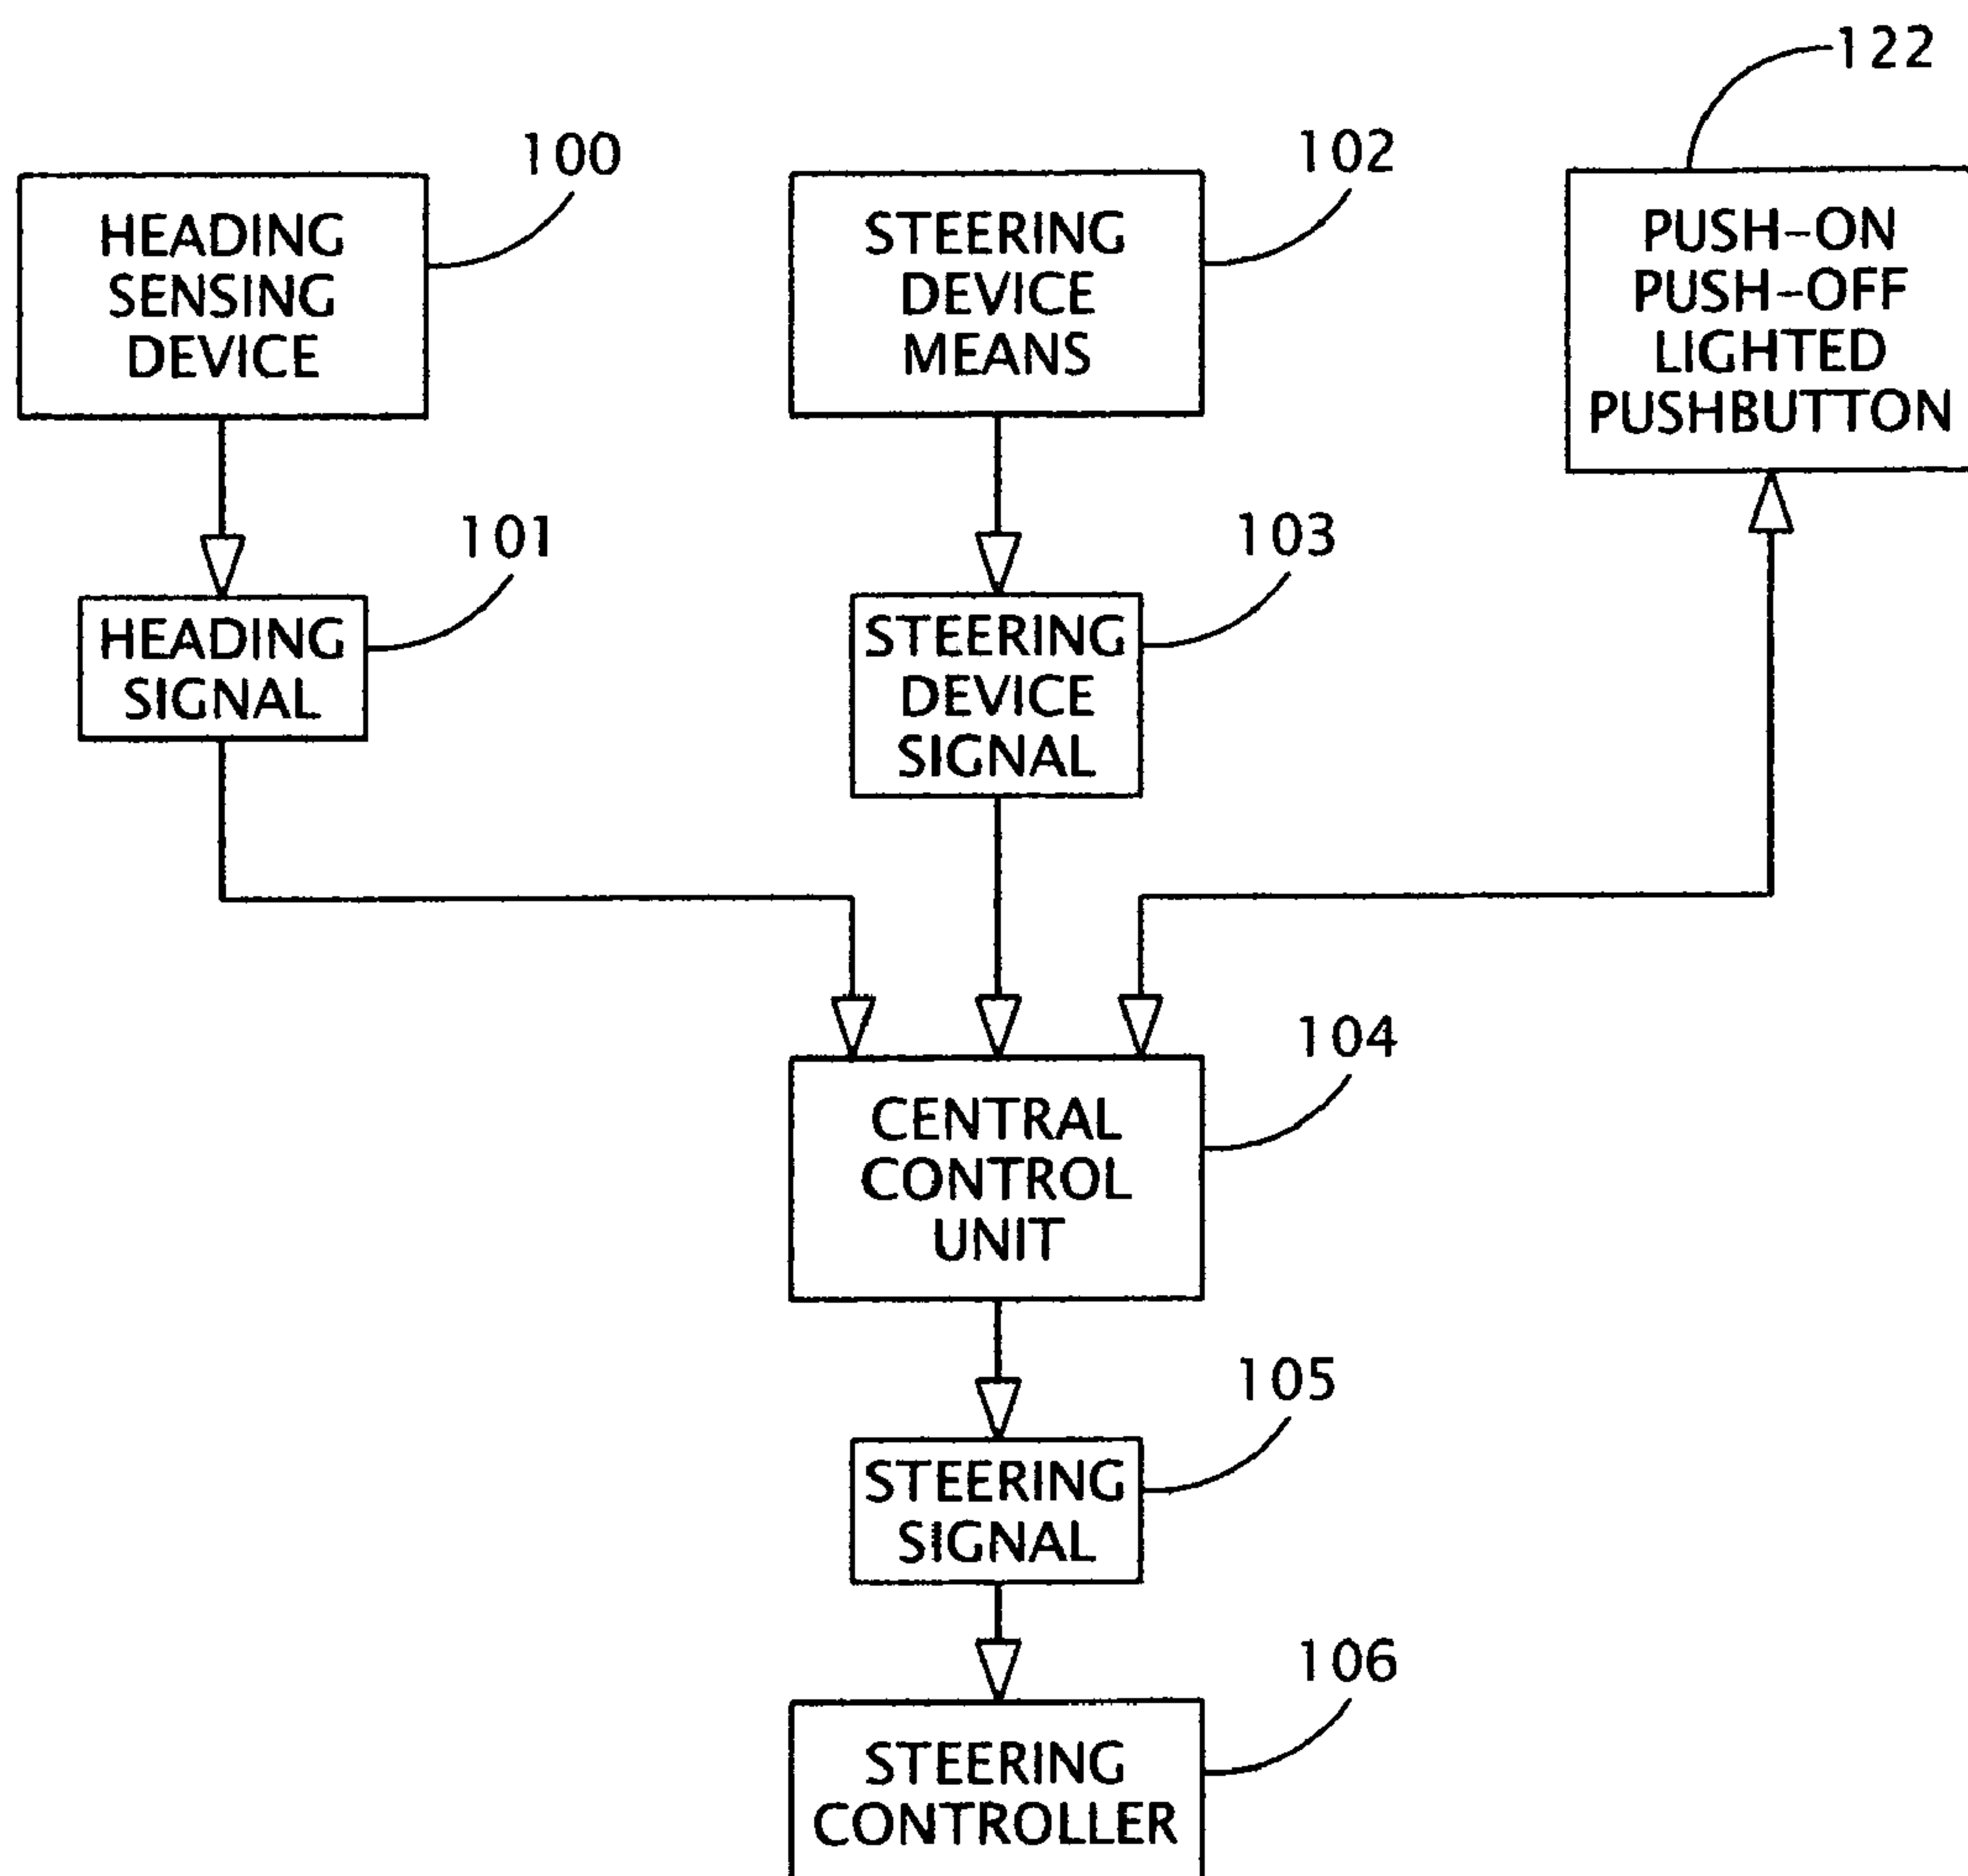 122
100
102
HEADING
SENSING
DEVICE
STEERING
DEVICE
MEANS
PUSH-ON
PUSH-OFF
LIGHTED
PUSHBUTTON
101
103
HEADING
SIGNAL
STEERING
DEVICE
SIGNAL
104
CENTRAL
CONTROL
UNIT
105
STEERING
SIGNAL
106
STEERING
CONTROLLER